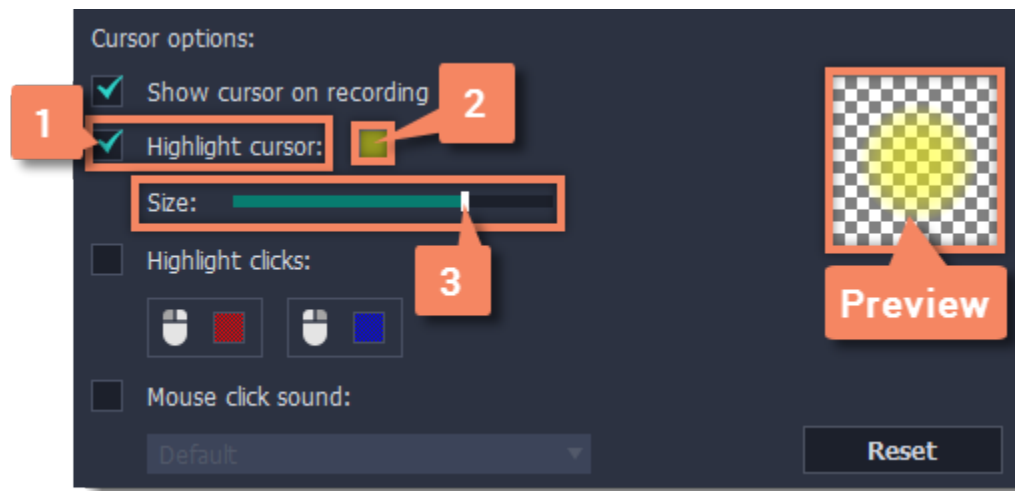 Cursor options:
Show cursor on recording
2
1
Highlight cursor:
Size:
Highlight clicks:
3
Preview
Mouse click sound:
Default
Reset